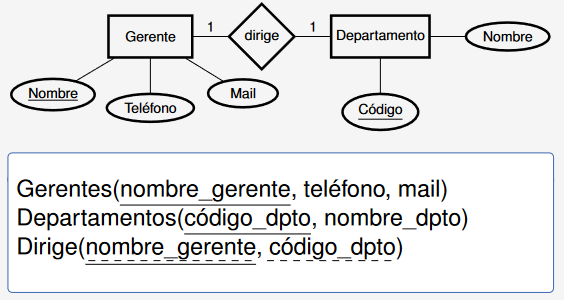 1
1
Gerente
dirige
Departamento
Nombre
Nombre
Teléfono
Mail
Código
Gerentes(nombre_gerente, teléfono, mail)
Departamentos(código_dpto, nombre_dpto)
Dirige(nombre_gerente, código_dpto)